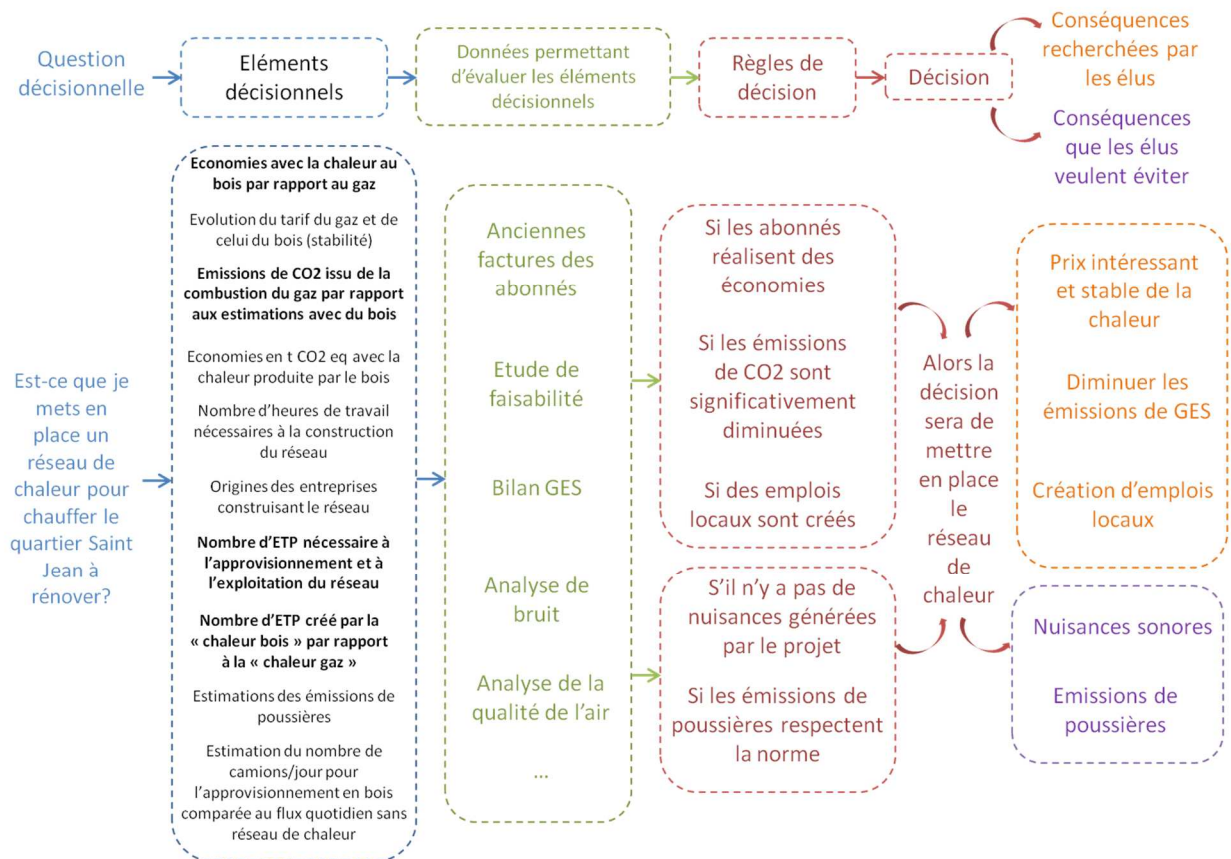 Question
décisionnelle
Eléments
décisionnels
Données permettant
d’évaluer les éléments
décisionnels
Règles de
décision
Décision
Conséquences
recherchées par
les élus
Conséquences
que les élus
veulent éviter
Est-ce que je
mets en
place un
réseau de
chaleur pour
chauffer le
quartier Saint
Jean à
rénover?
Economies avec la chaleur au
bois par rapport au gaz
Evolution du tarif du gaz et de
celui du bois (stabilité)
Emissions de CO2 issu de la
combustion du gaz par rapport
aux estimations avec du bois
Economies en t CO2 eq avec la
chaleur produite par le bois
Nombre d’heures de travail
nécessaires à la construction
du réseau
Origines des entreprises
construisant le réseau
Nombre d’ETP nécessaire à
l’approvisionnement et à
l’exploitation du réseau
Nombre d’ETP créé par la
« chaleur bois » par rapport
à la « chaleur gaz »
Estimations des émissions de
poussières
Estimation du nombre de
camions/jour pour
l’approvisionnement en bois
comparée au flux quotidien sans
réseau de chaleur
Anciennes
factures des
abonnés
Etude de
faisabilité
Bilan GES
Analyse de
bruit
Analyse de la
qualité de l’air
...
Si les abonnés
réalisent des
économies
Si les émissions
de CO2 sont
significativement
diminuées
Si des emplois
locaux sont créés
S’il n’y a pas de
nuisances générées
par le projet
Si les émissions de
poussières respectent
la norme
Alors la
décision
sera de
mettre
en place
le
réseau
de
chaleur
Prix intéressant
et stable de la
chaleur
Diminuer les
émissions de GES
Création d’emplois
locaux
Nuisances sonores
Emissions de
poussières